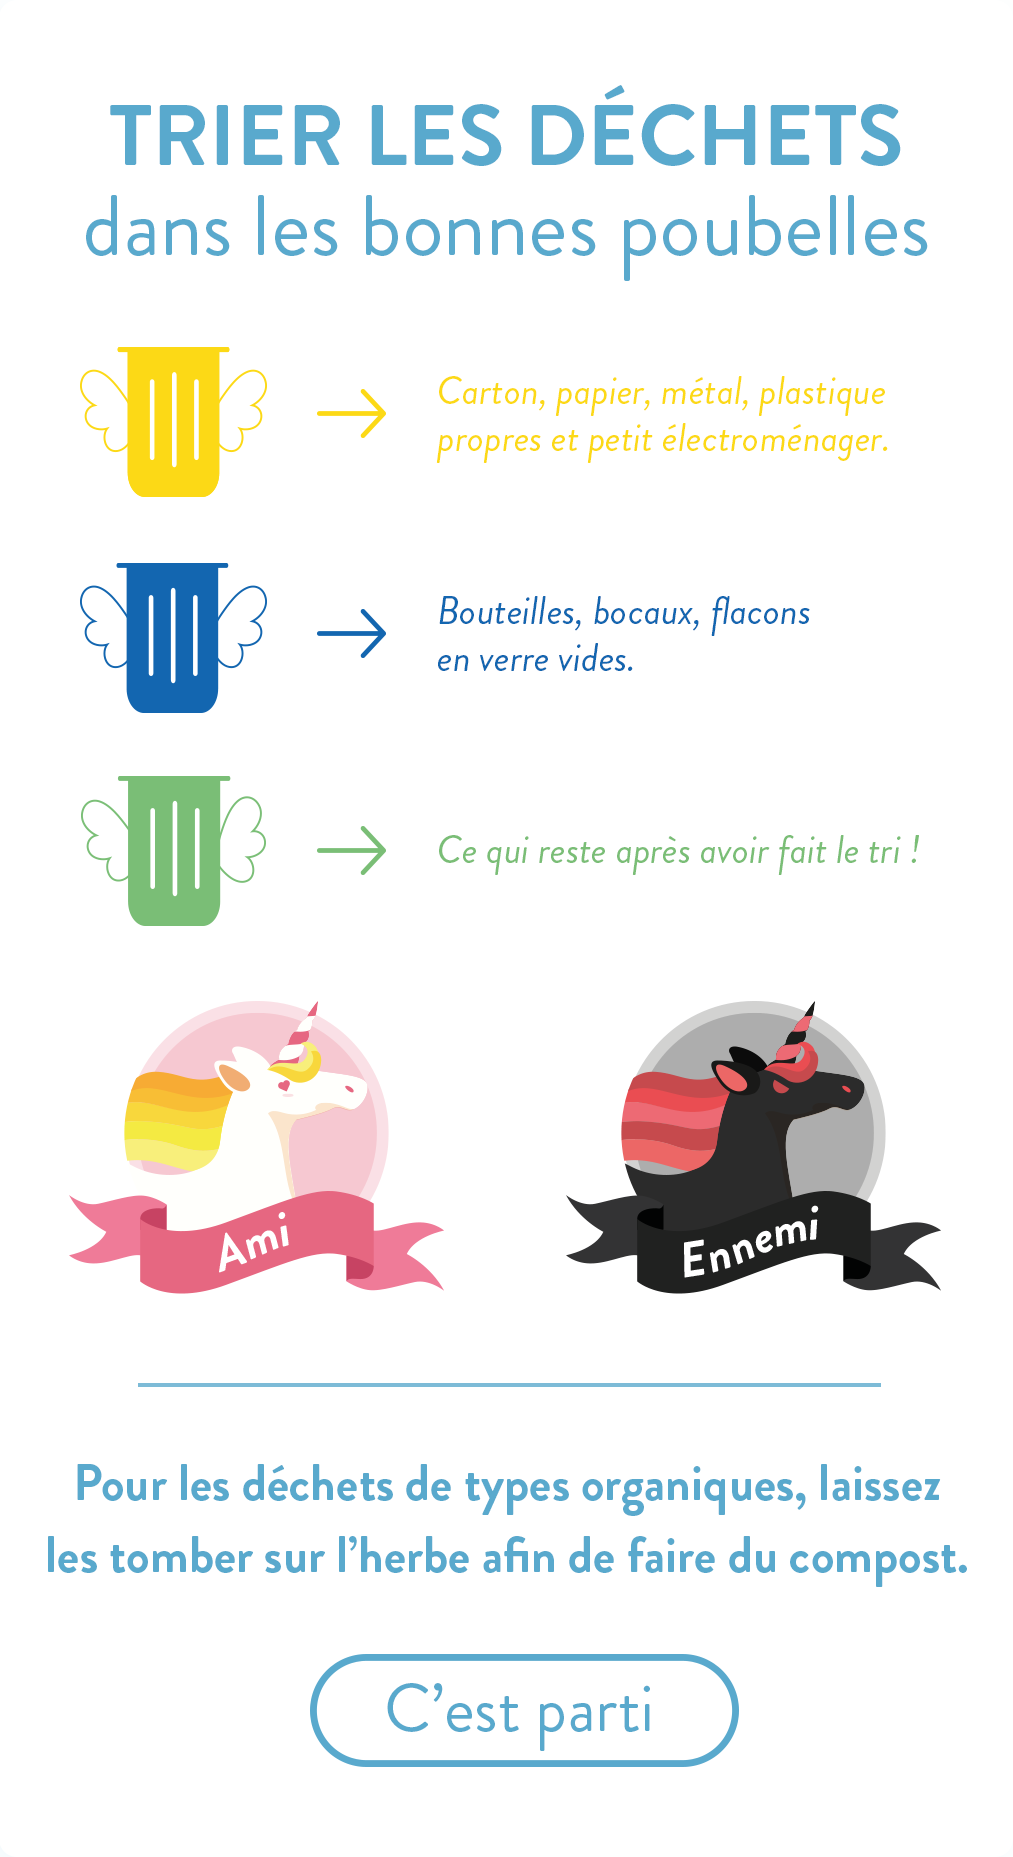 TRIER LES DÉCHETS
dans les bonnes poubelles
Carton, papier, métal, plastique
propres et petit électroménager.
Bouteilles, bocaux, flacons
en verre vides.
Ce qui reste après avoir fait le tri !
Ami
Ennemi
Pour les déchets de types organiques, laissez
les tomber sur l’herbe afin de faire du compost.
C’est parti